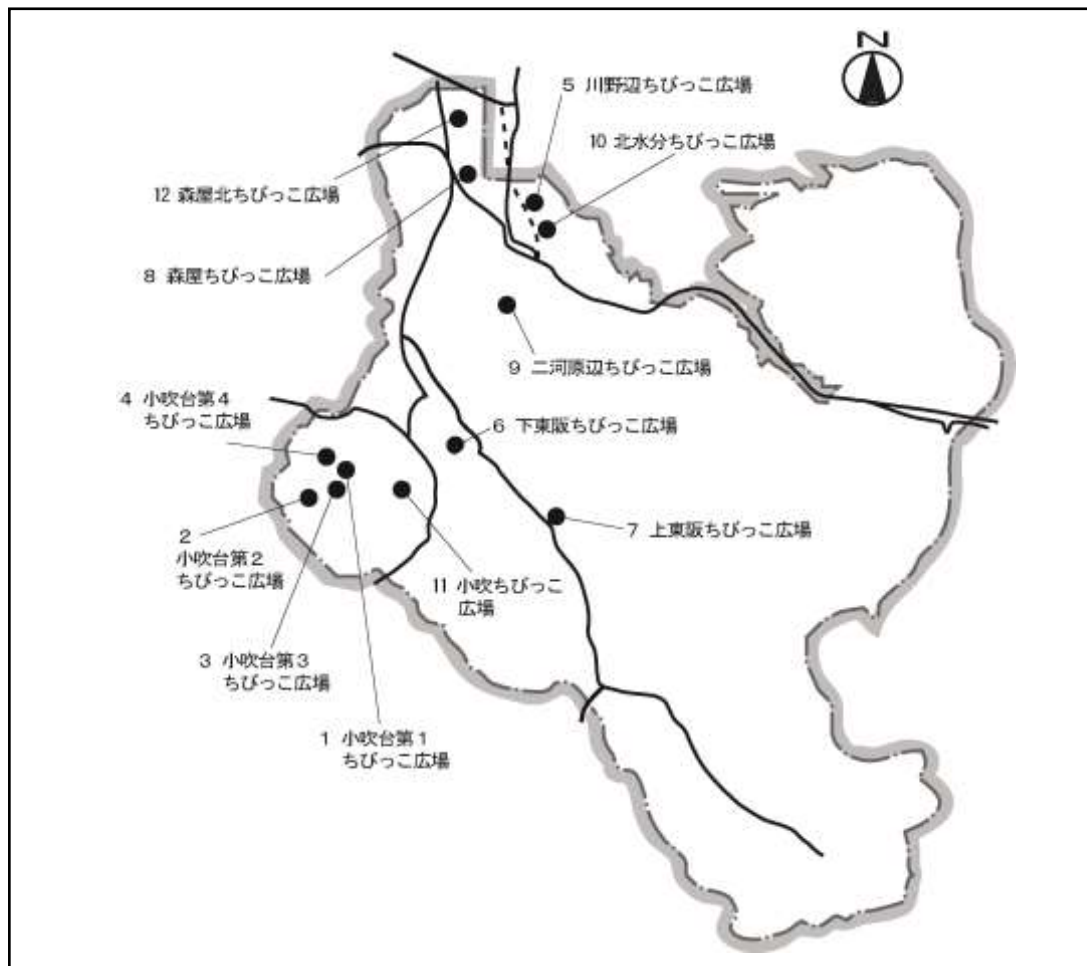 N
5 川野辺ちびっこ広場
10 北水分ちびっこ広場
12 森屋北ちびっこ広場
8 森屋ちびっこ広場
9 二河原辺ちびっこ広場
4 小吹台第4
ちびっこ広場
6 下東阪ちびっこ広場
7 上東阪ちびっこ広場
2
小吹台第2
ちびっこ広場
11 小吹ちびっこ
広場
3 小吹台第3
ちびっこ広場
1 小吹台第1
ちびっこ広場